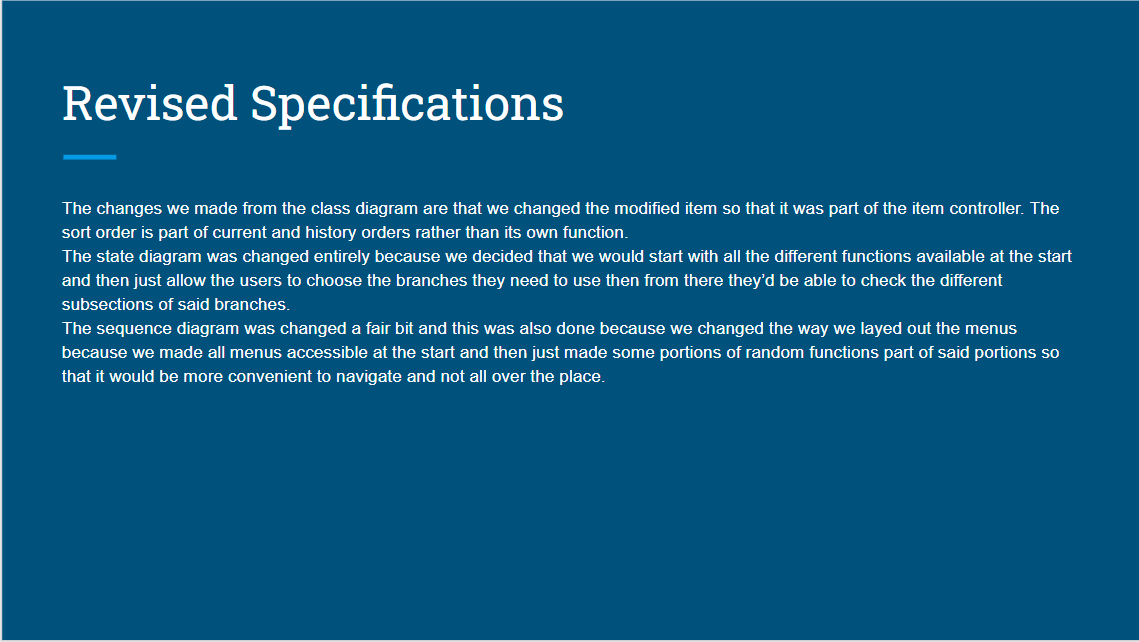 Revised Specifications
The changes we made from the class diagram are that we changed the modified item so that it was part of the item controller. The
sort order is part of current and history orders rather than its own function.
The state diagram was changed entirely because we decided that we would start with all the different functions available at the start
and then just allow the users to choose the branches they need to use then from there they’d be able to check the different
subsections of said branches.
The sequence diagram was changed a fair bit and this was also done because we changed the way we layed out the menus
because we made all menus accessible at the start and then just made some portions of random functions part of said portions so
that it would be more convenient to navigate and not all over the place.